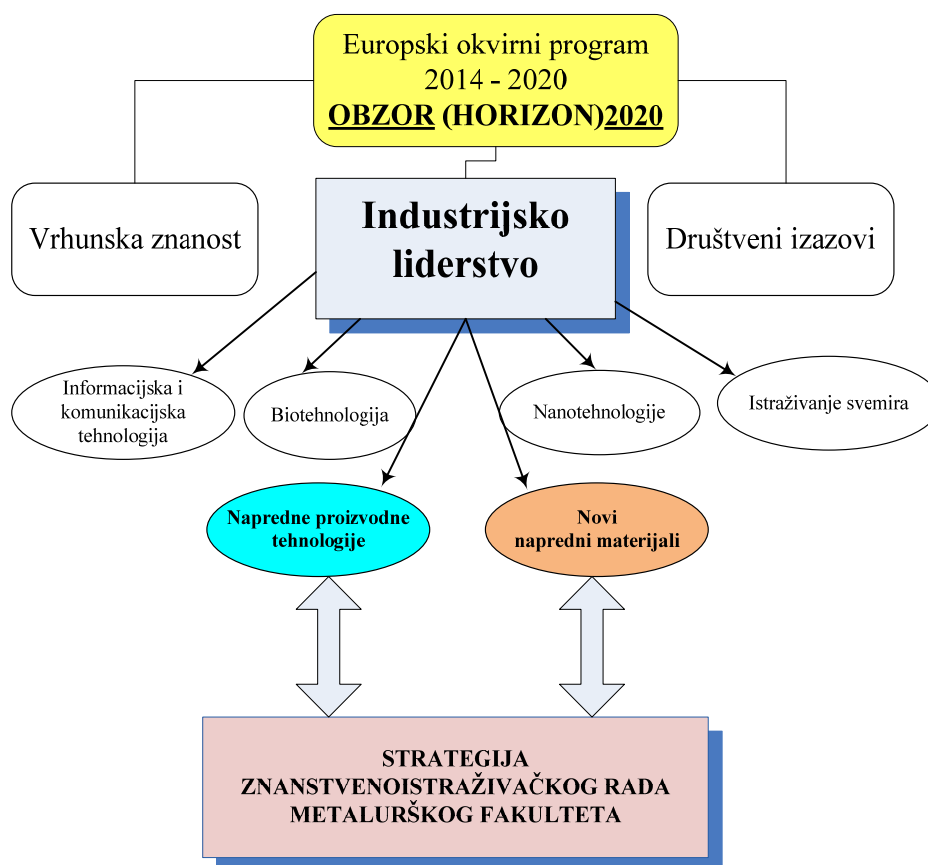 Europski okvirni program
2014 - 2020
OBZOR (HORIZON)2020
Vrhunska znanost
Industrijsko
liderstvo
Društveni izazovi
Informacijska i
komunikacijska
tehnologija
Biotehnologija
Nanotehnologije
Istraživanje svemira
Napredne proizvodne
tehnologije
Novi
napredni materijali
STRATEGIJA
ZNANSTVENOISTRAŽIVAČKOG RADA
METALURŠKOG FAKULTETA